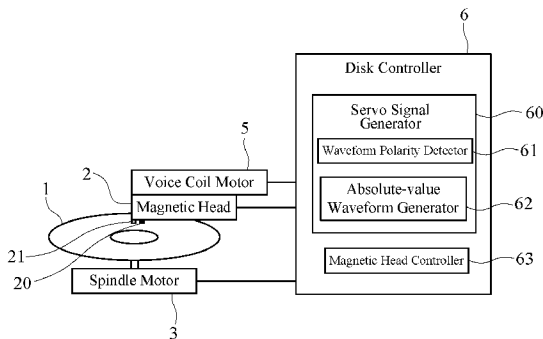 6
Disk Controller
Servo Signal
Generator
60
Waveform Polarity Detector
61
Absolute-value
Waveform Generator
62
Magnetic Head Controller
63
5
Voice Coil Motor
2
Magnetic Head
1
21
20
Spindle Motor
3